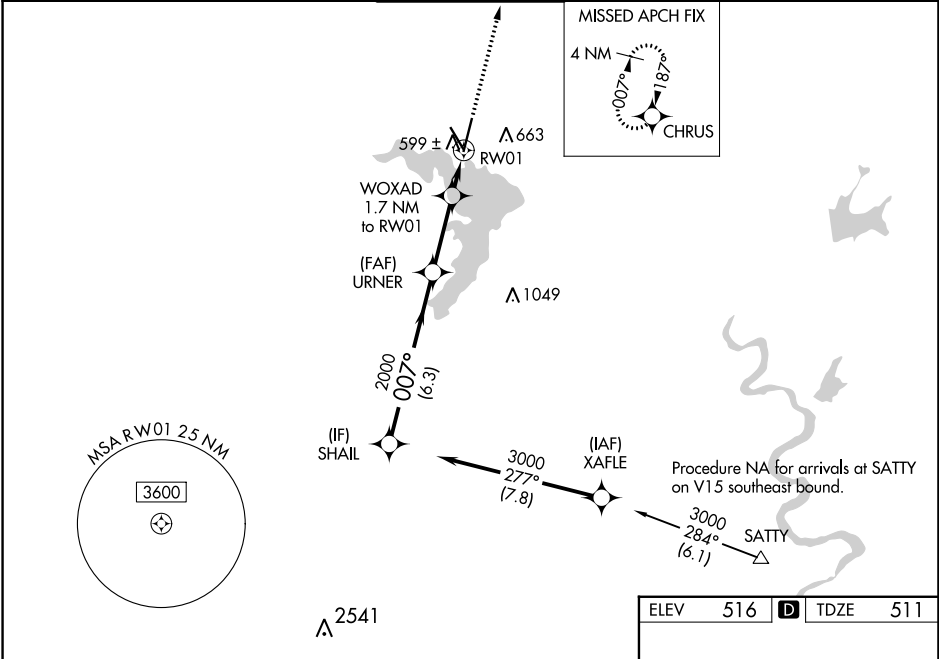 MISSED APCH FIX
4 NM
007°
187°
CHRUS
599 ±
663
RW01
WOXAD
1.7 NM
to RW01
(FAF)
URNER
1049
2000
007°
(6.3)
(IF)
SHAIL
(IAF)
XAFLE
3000
277°
(7.8)
Procedure NA for arrivals at SATTY
on V15 southeast bound.
3000
284°
(6.1)
SATTY
MSA RW01 25 NM
3600
2541
ELEV 516 D TDZE 511